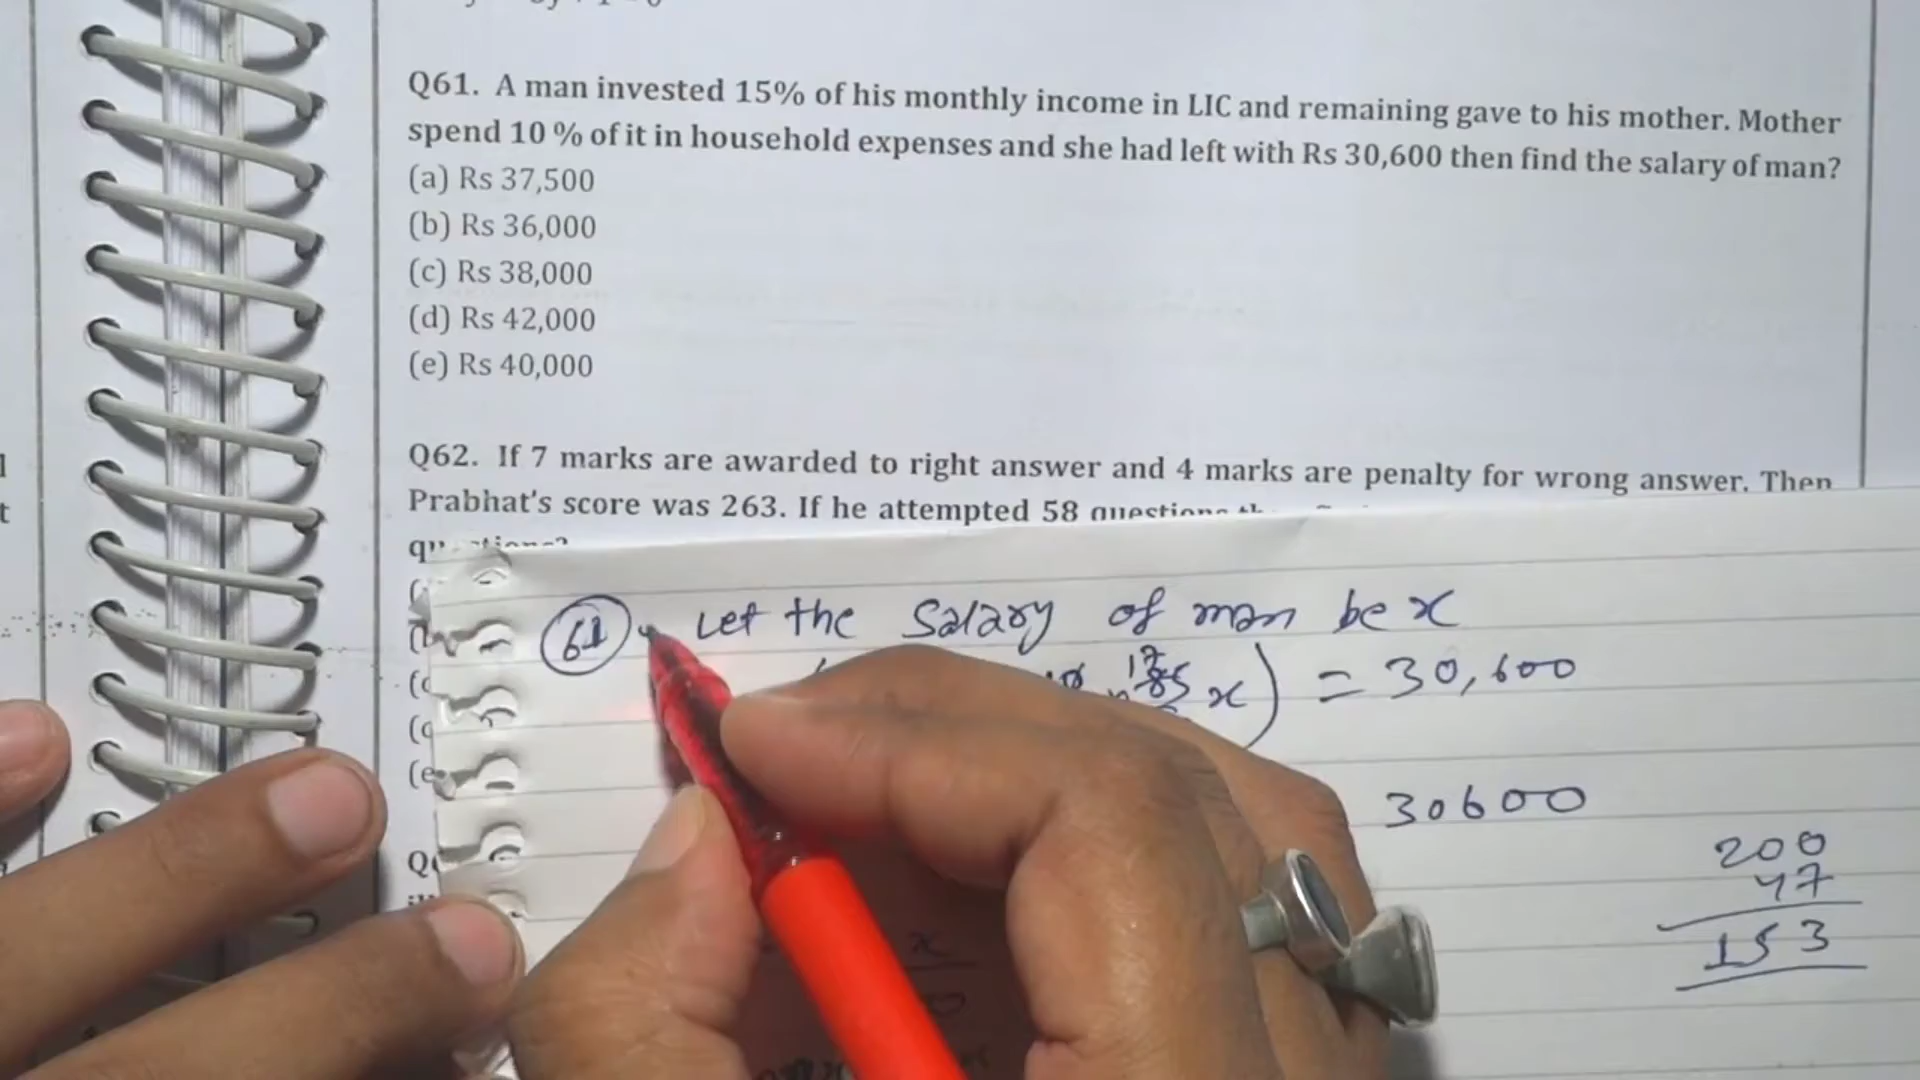 Q61. A man invested 15% of his monthly income in LIC and remaining gave to his mother. Mother
spend 10 % of it in household expenses and she had left with Rs 30,600 then find the salary of man?
(a) Rs 37,500
(b) Rs 36,000
(c) Rs 38,000
(d) Rs 42,000
(e) Rs 40,000
Q62. If 7 marks are awarded to right answer and 4 marks are penalty for wrong answer. Then
Prabhat's score was 263. If he attempted 58 questions
61 Let the Salary of man be x
17
85 x ) = 30,600
30600
200
47
153
x